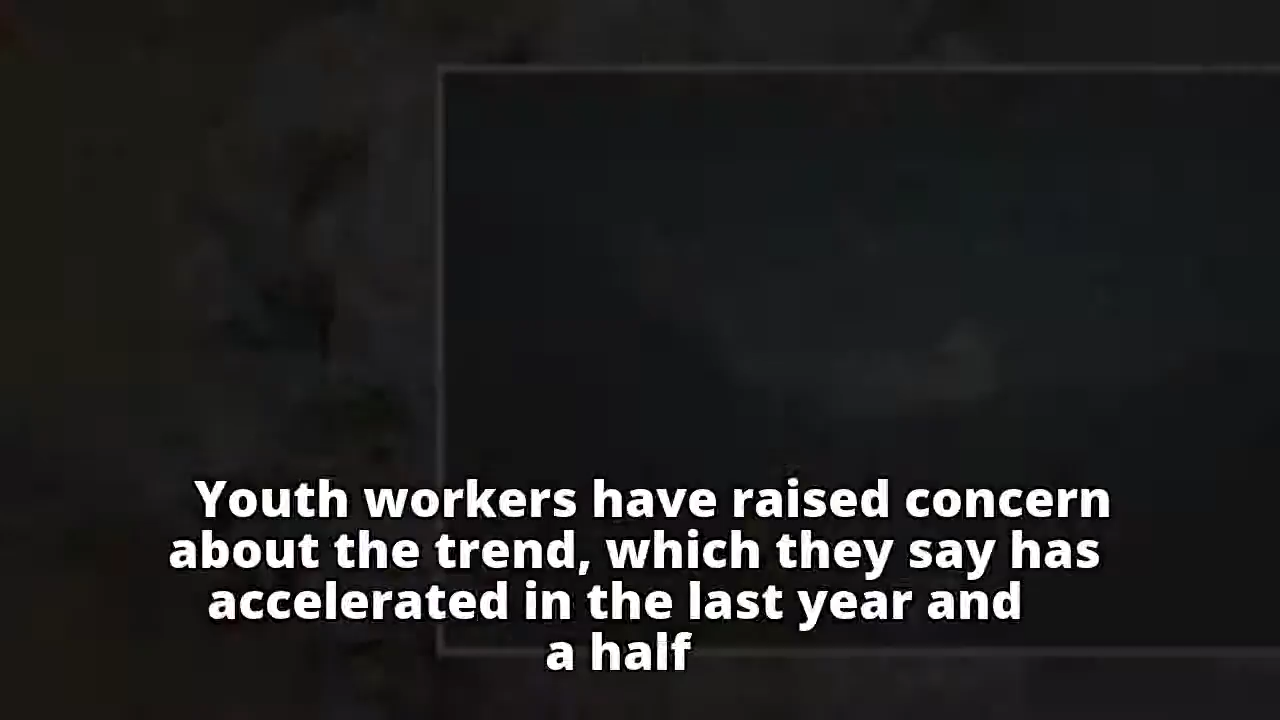 Youth workers have raised concern
about the trend, which they say has
accelerated in the last year and
a half